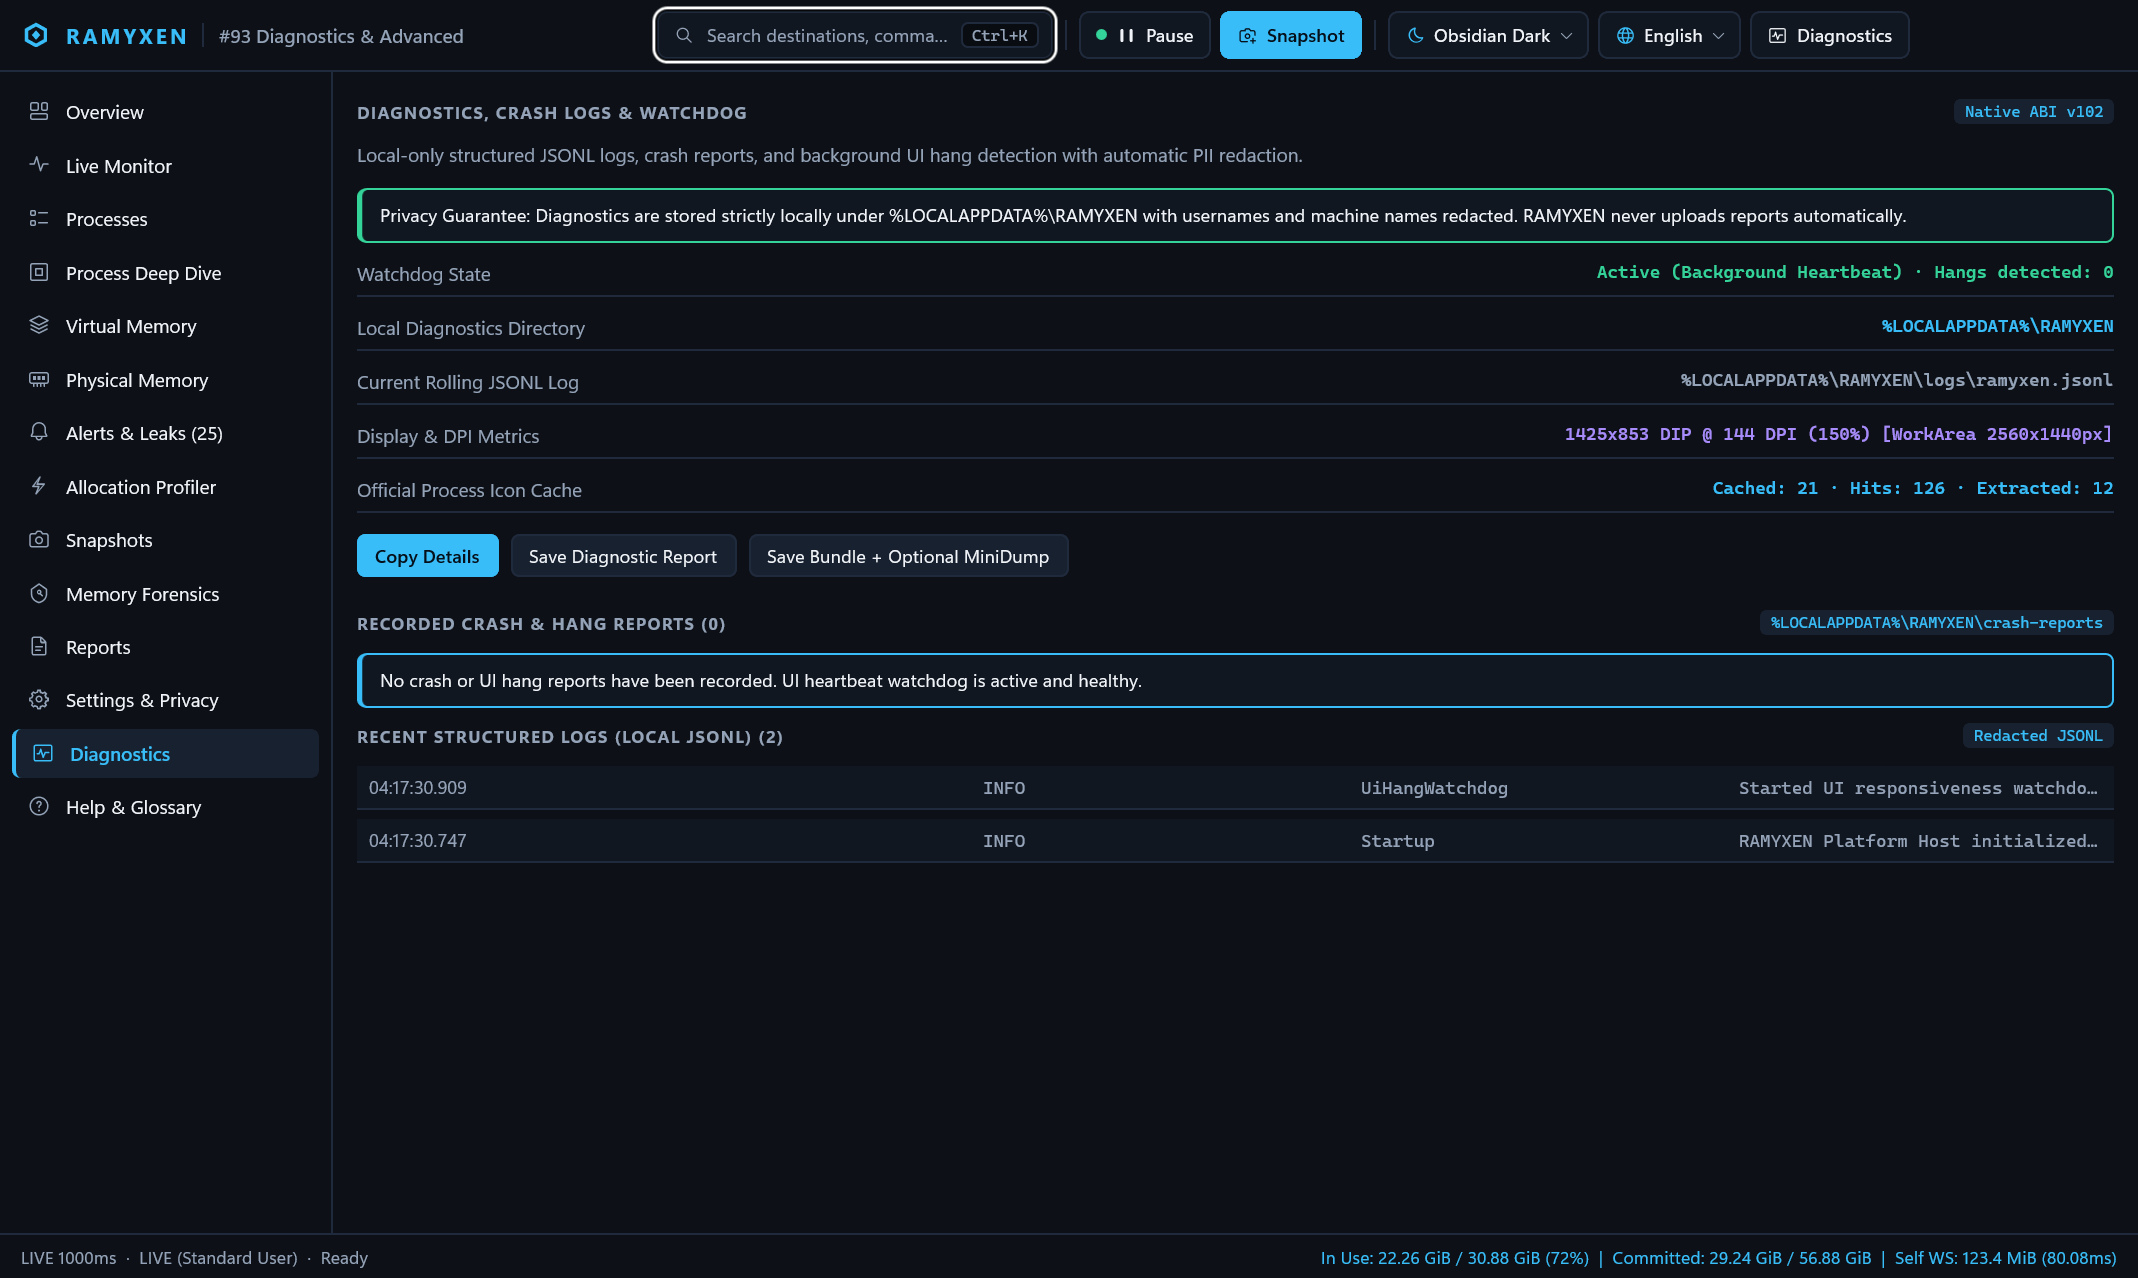 RAMYXEN
#93 Diagnostics & Advanced
Search destinations, comma... Ctrl+K
Pause
Snapshot
Obsidian Dark
English
Diagnostics
Overview
Live Monitor
Processes
Process Deep Dive
Virtual Memory
Physical Memory
Alerts & Leaks (25)
Allocation Profiler
Snapshots
Memory Forensics
Reports
Settings & Privacy
Diagnostics
Help & Glossary
DIAGNOSTICS, CRASH LOGS & WATCHDOG
Native ABI v102
Local-only structured JSONL logs, crash reports, and background UI hang detection with automatic PII redaction.
Privacy Guarantee: Diagnostics are stored strictly locally under %LOCALAPPDATA%\RAMYXEN with usernames and machine names redacted. RAMYXEN never uploads reports automatically.
Watchdog State
Active (Background Heartbeat) · Hangs detected: 0
Local Diagnostics Directory
%LOCALAPPDATA%\RAMYXEN
Current Rolling JSONL Log
%LOCALAPPDATA%\RAMYXEN\logs\ramyxen.jsonl
Display & DPI Metrics
1425x853 DIP @ 144 DPI (150%) [WorkArea 2560x1440px]
Official Process Icon Cache
Cached: 21 · Hits: 126 · Extracted: 12
Copy Details
Save Diagnostic Report
Save Bundle + Optional MiniDump
RECORDED CRASH & HANG REPORTS (0)
%LOCALAPPDATA%\RAMYXEN\crash-reports
No crash or UI hang reports have been recorded. UI heartbeat watchdog is active and healthy.
RECENT STRUCTURED LOGS (LOCAL JSONL) (2)
Redacted JSONL
04:17:30.909 INFO UiHangWatchdog Started UI responsiveness watchdo…
04:17:30.747 INFO Startup RAMYXEN Platform Host initialized…
LIVE 1000ms · LIVE (Standard User) · Ready
In Use: 22.26 GiB / 30.88 GiB (72%) | Committed: 29.24 GiB / 56.88 GiB | Self WS: 123.4 MiB (80.08ms)